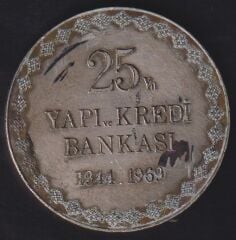 25 Yıl
YAPI ve KREDİ
BANKASI
1944 . 1969